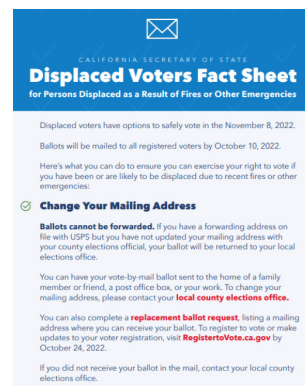 CALIFORNIA SECRETARY OF STATE
Displaced Voters Fact Sheet
for Persons Displaced as a Result of Fires or Other Emergencies
Displaced voters have options to safely vote in the November 8, 2022.
Ballots will be mailed to all registered voters by October 10, 2022.
Here's what you can do to ensure you can exercise your right to vote if
you have been or are likely to be displaced due to recent fires or other
emergencies:
Change Your Mailing Address
Ballots cannot be forwarded. If you have a forwarding address on
file with USPS but you have not updated your mailing address with
your county elections official, your ballot will be returned to your local
elections office.
You can have your vote-by-mail ballot sent to the home of a family
member or friend, a post office box, or your work. To change your
mailing address, please contact your local county elections office.
You can also complete a replacement ballot request, listing a mailing
address where you can receive your ballot. To register to vote or make
updates to your voter registration, visit RegistertoVote.ca.gov by
October 24, 2022.
If you did not receive your ballot in the mail, contact your local county
elections office.